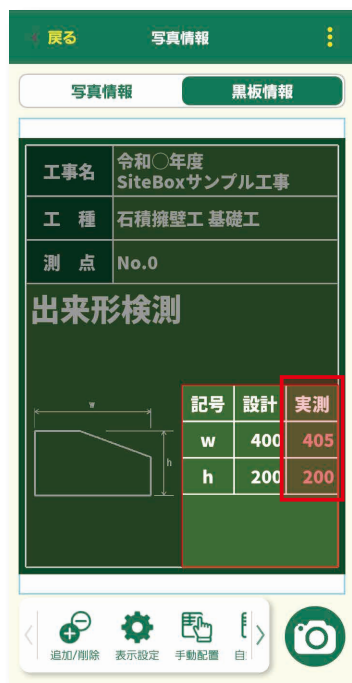 戻る 写真情報
写真情報 黒板情報
工事名 令和○年度
SiteBoxサンプル工事
工 種 石積擁壁工 基礎工
測 点 No.0
出来形検測
w
h
記号 設計 実測
w 400 405
h 200 200
追加/削除 表示設定 手動配置 自